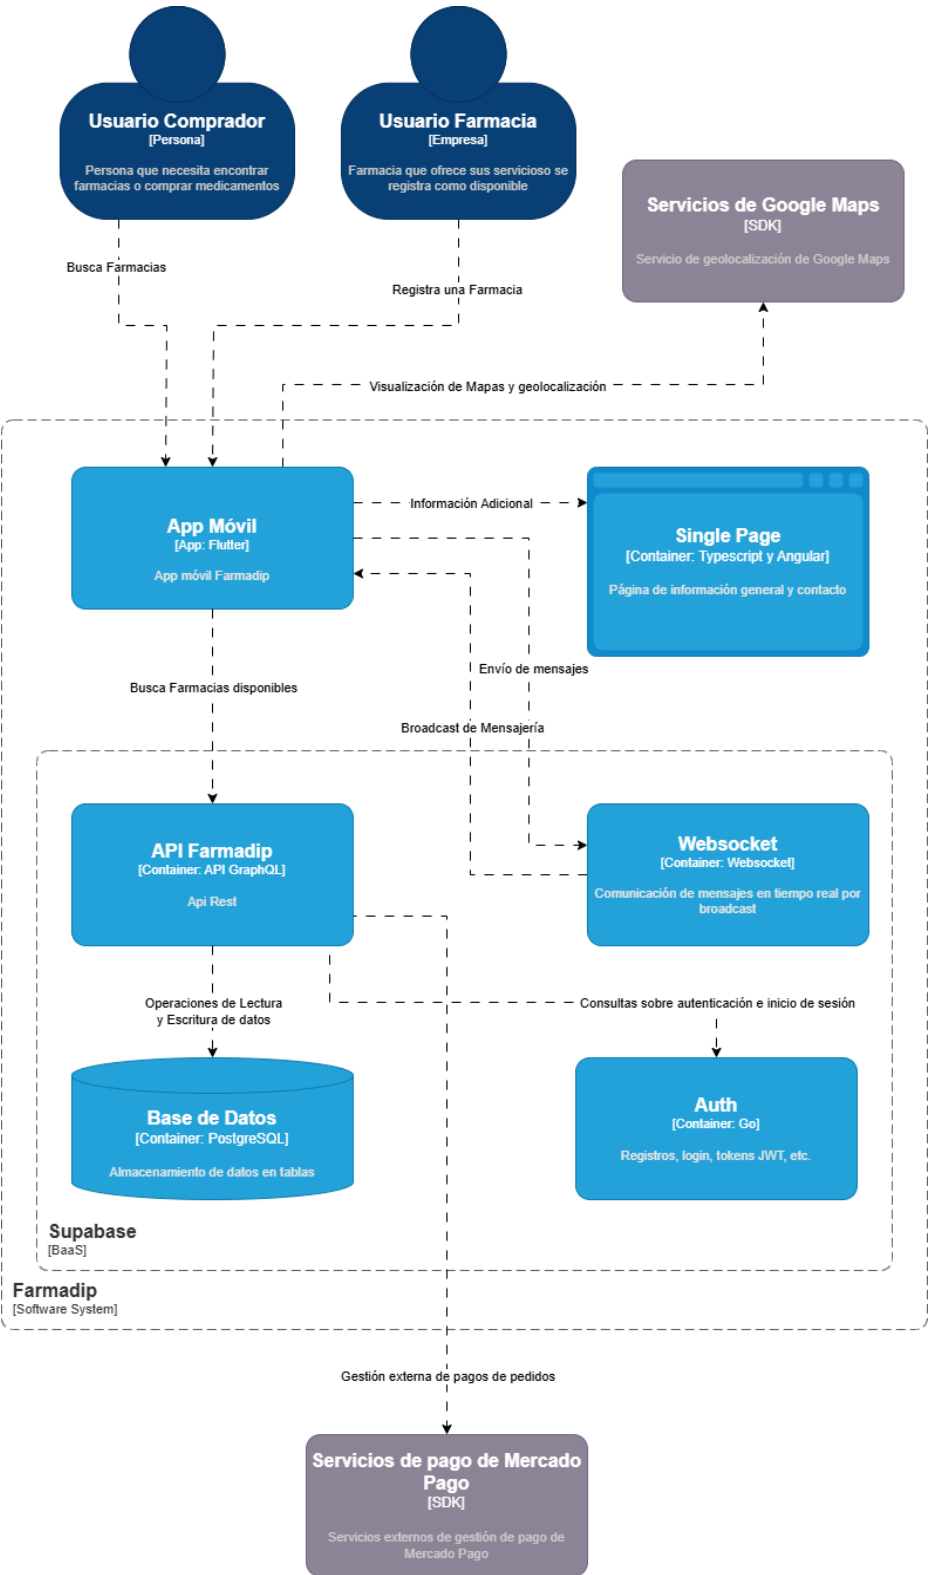 Usuario Comprador
[Persona]
Persona que necesita encontrar
farmacias o comprar medicamentos
Usuario Farmacia
[Empresa]
Farmacia que ofrece sus servicioso se
registra como disponible
Servicios de Google Maps
[SDK]
Servicio de geolocalización de Google Maps
Busca Farmacias
Registra una Farmacia
Visualización de Mapas y geolocalización
App Móvil
[App: Flutter]
App móvil Farmadip
Información Adicional
Single Page
[Container: Typescript y Angular]
Página de información general y contacto
Envío de mensajes
Busca Farmacias disponibles
Broadcast de Mensajería
API Farmadip
[Container: API GraphQL]
Api Rest
Websocket
[Container: Websocket]
Comunicación de mensajes en tiempo real por
broadcast
Operaciones de Lectura
y Escritura de datos
Consultas sobre autenticación e inicio de sesión
Base de Datos
[Container: PostgreSQL]
Almacenamiento de datos en tablas
Auth
[Container: Go]
Registros, login, tokens JWT, etc.
Supabase
[BaaS]
Farmadip
[Software System]
Gestión externa de pagos de pedidos
Servicios de pago de Mercado
Pago
[SDK]
Servicios externos de gestión de pago de
Mercado Pago